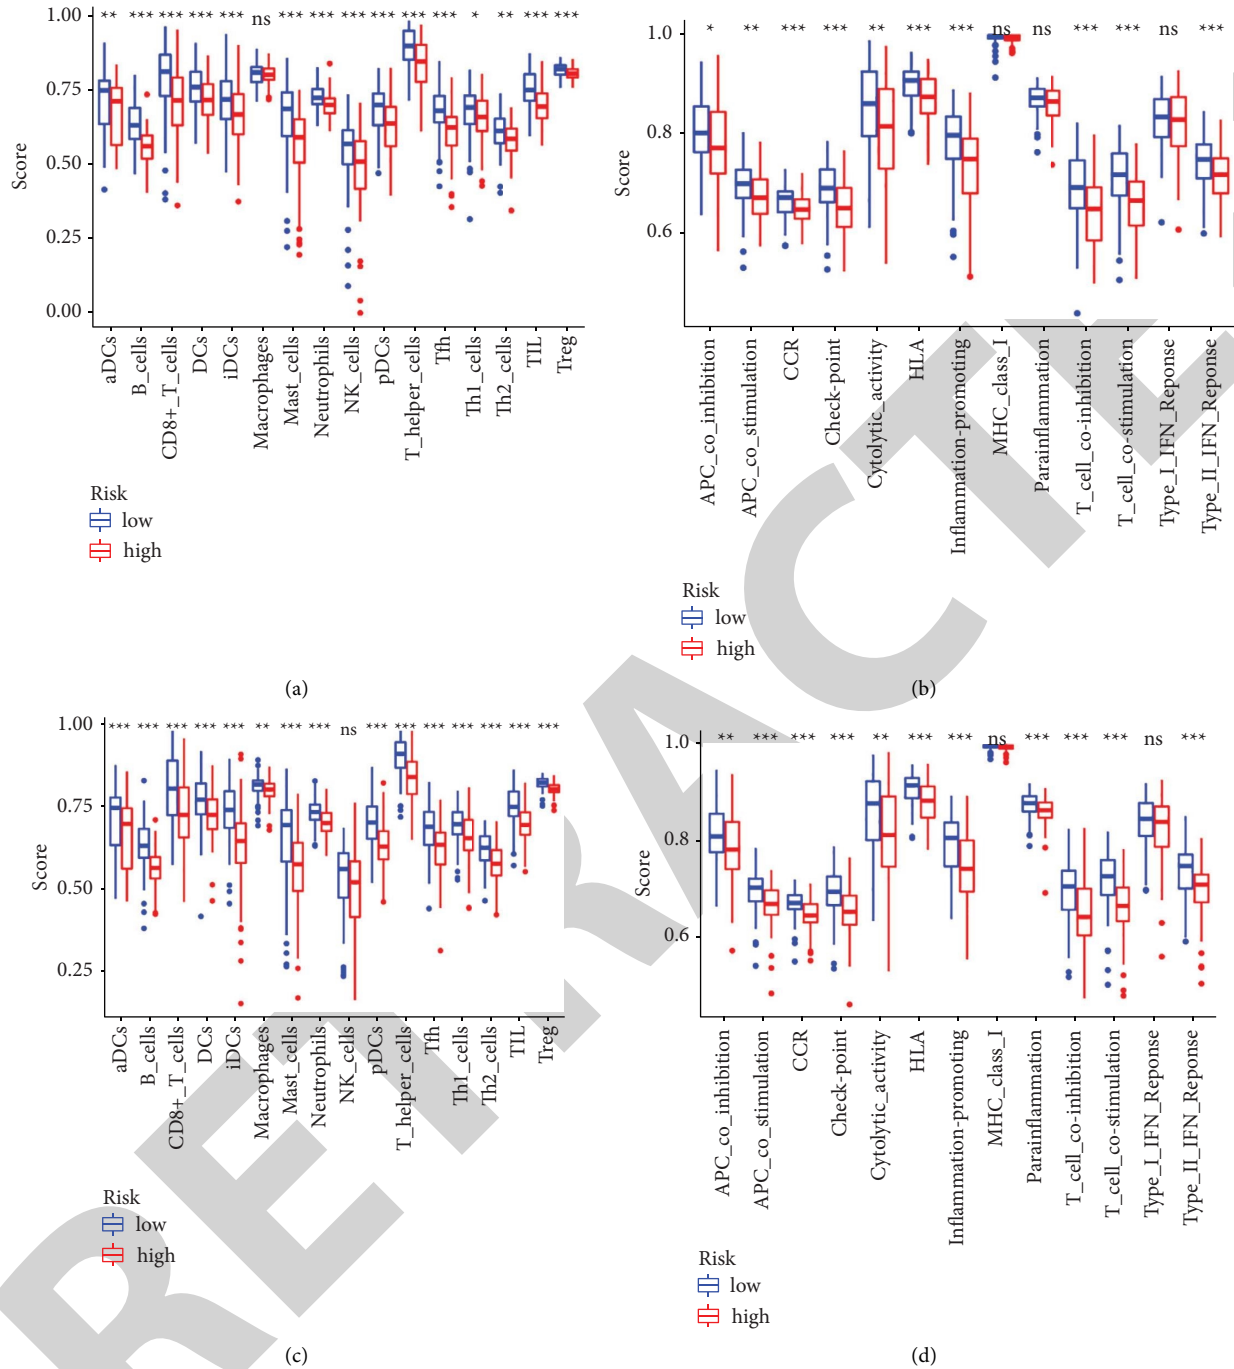 ** *** *** *** *** ns *** *** *** *** *** *** * ** *** ***
1.00
0.75
0.50
0.25
0.00
Score
aDCs
B_cells
CD8+_T_cells
DCs
iDCs
Macrophages
Mast_cells
Neutrophils
NK_cells
pDCs
T_helper_cells
Tfh
Th1_cells
Th2_cells
TIL
Treg
Risk
low
high
(a)
* ** *** *** ** *** *** ns ns *** *** ns ***
1.0
0.8
0.6
Score
APC_co_inhibition
APC_co_stimulation
CCR
Check-point
Cytolytic_activity
HLA
Inflammation-promoting
MHC_class_I
Parainflammation
T_cell_co-inhibition
T_cell_co-stimulation
Type_I_IFN_Reponse
Type_II_IFN_Reponse
Risk
low
high
(b)
*** *** *** *** *** ** *** *** ns *** *** *** *** *** *** ***
1.00
0.75
0.50
0.25
Score
aDCs
B_cells
CD8+_T_cells
DCs
iDCs
Macrophages
Mast_cells
Neutrophils
NK_cells
pDCs
T_helper_cells
Tfh
Th1_cells
Th2_cells
TIL
Treg
Risk
low
high
(c)
** *** *** *** ** *** *** ns *** *** *** ns ***
1.0
0.8
0.6
Score
APC_co_inhibition
APC_co_stimulation
CCR
Check-point
Cytolytic_activity
HLA
Inflammation-promoting
MHC_class_I
Parainflammation
T_cell_co-inhibition
T_cell_co-stimulation
Type_I_IFN_Reponse
Type_II_IFN_Reponse
Risk
low
high
(d)
RETRACTE